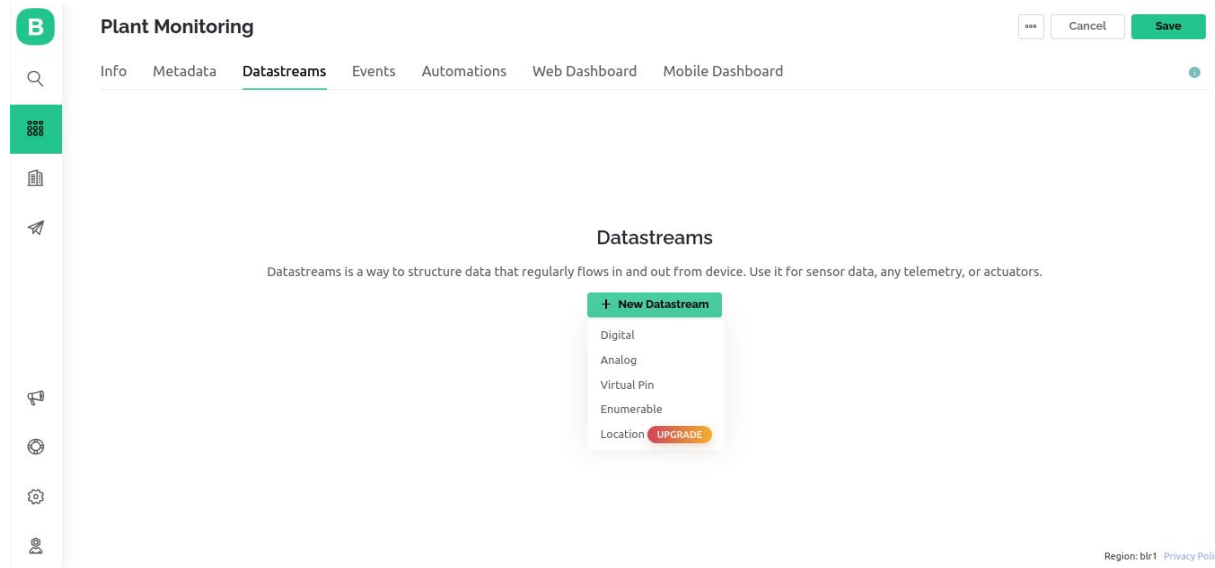 B
Plant Monitoring
Cancel
Save
Info Metadata Datastreams Events Automations Web Dashboard Mobile Dashboard
Datastreams
Datastreams is a way to structure data that regularly flows in and out from device. Use it for sensor data, any telemetry, or actuators.
+ New Datastream
Digital
Analog
Virtual Pin
Enumerable
Location UPGRADE
Region: blr1 Privacy Poli